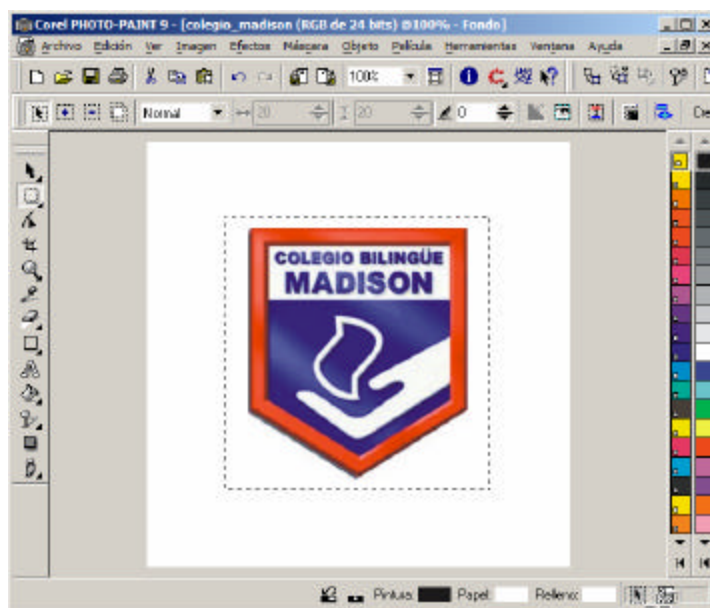 Corel PHOTO-PAINT 9 - [colegio_madison (RGB de 24 bits) @100% - Fondo]
Archivo Edición Ver Imagen Efectos Máscara Objeto Película Herramientas Ventana Ayuda
100%
Normal 20 20 0 Cre
COLEGIO BILINGÜE
MADISON
Pintura: Papel: Relleno: